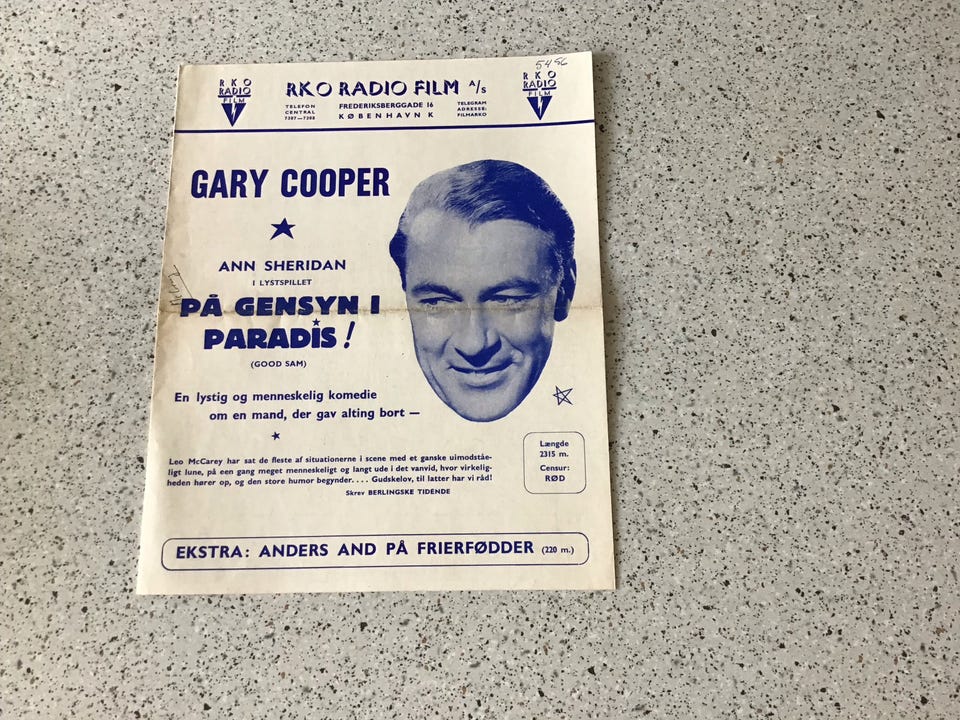 5486
RKO
RADIO
FILM
RKO RADIO FILM A/s
TELEFON
CENTRAL
7387—7388
FREDERIKSBERGGADE 16
KØBENHAVN K
TELEGRAM
ADRESSE:
FILMARKO
RKO
RADIO
FILM
GARY COOPER
ANN SHERIDAN
I LYSTSPILLET
PÅ GENSYN I
PARADIS!
(GOOD SAM)
En lystig og menneskelig komedie
om en mand, der gav alting bort —
Leo McCarey har sat de fleste af situationerne i scene med et ganske uimodståe-
ligt lune, på een gang meget menneskeligt og langt ude i det vanvid, hvor virkelig-
heden hører op, og den store humor begynder.... Gudskelov, til latter har vi råd!
Skrev BERLINGSKE TIDENDE
Længde
2315 m.
Censur:
RØD
EKSTRA: ANDERS AND PÅ FRIERFØDDER (220 m.)